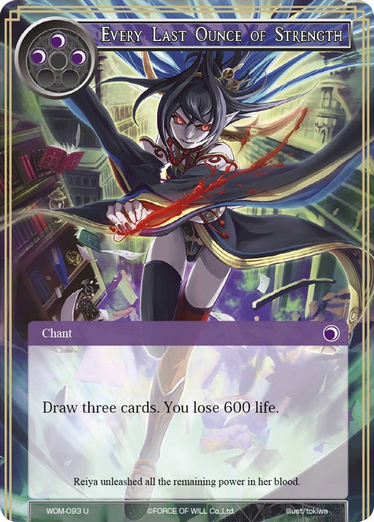 Every Last Ounce of Strength
Chant
Draw three cards. You lose 600 life.
Reiya unleashed all the remaining power in her blood.
WOM-093 U ©FORCE OF WILL Co.,Ltd. Illust/tokiwa